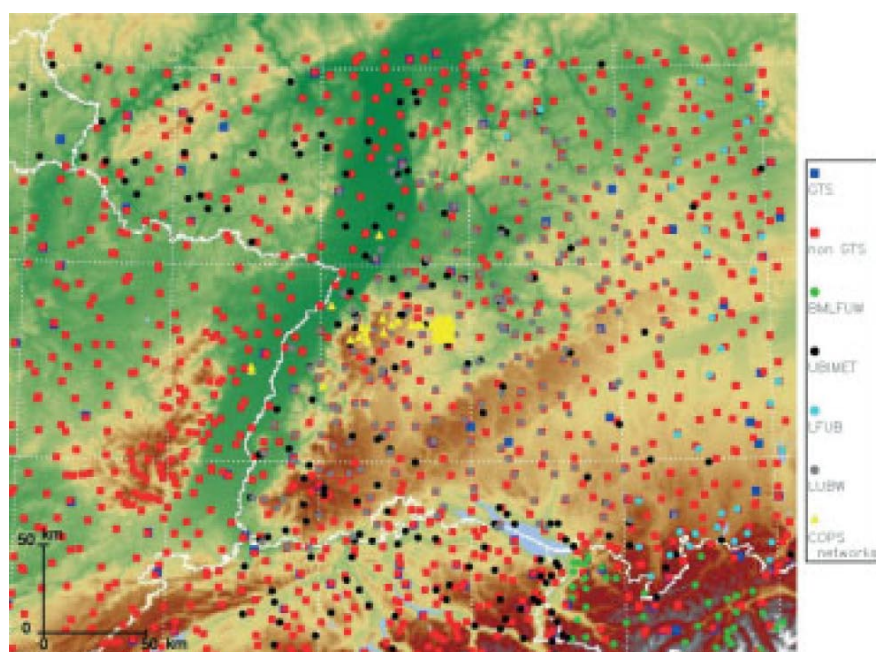 GTS
non GTS
BMLFUW
UBIMET
LFUB
LUBW
COPS
networks
50 km
0
0
50 km